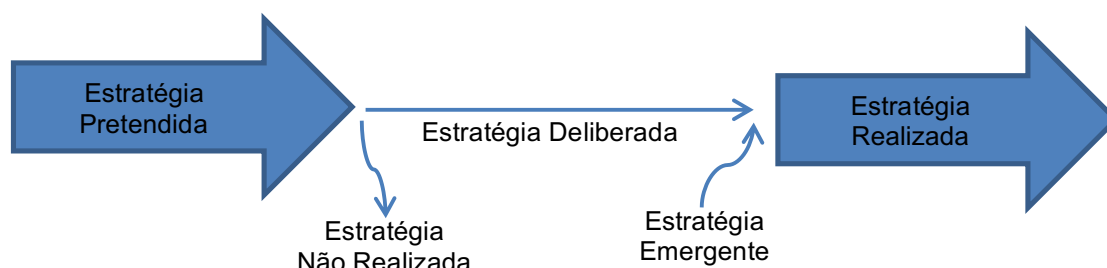 Estratégia
Pretendida
Estratégia Deliberada
Estratégia
Realizada
Estratégia
Não Realizada
Estratégia
Emergente